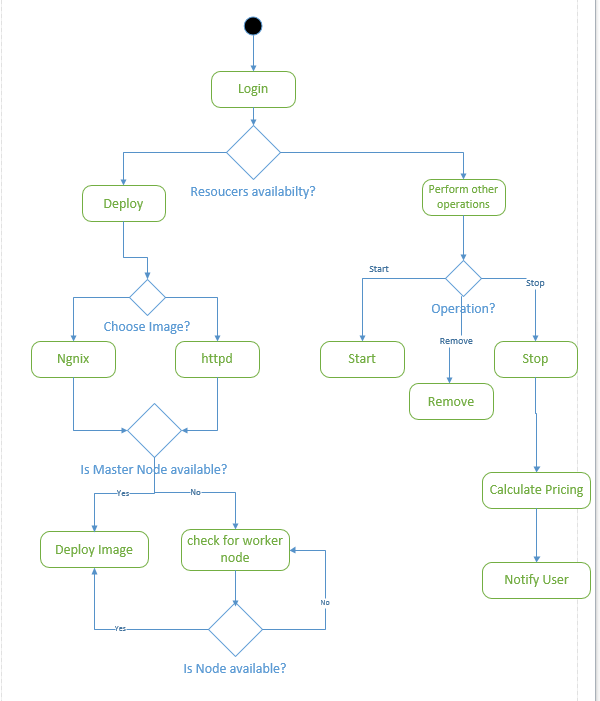 Login
Resoucers availabilty?
Deploy
Perform other
operations
Start
Stop
Choose Image?
Operation?
Remove
Ngnix
httpd
Start
Stop
Remove
Is Master Node available?
Yes
No
Calculate Pricing
Deploy Image
check for worker
node
Notify User
No
Yes
Is Node available?